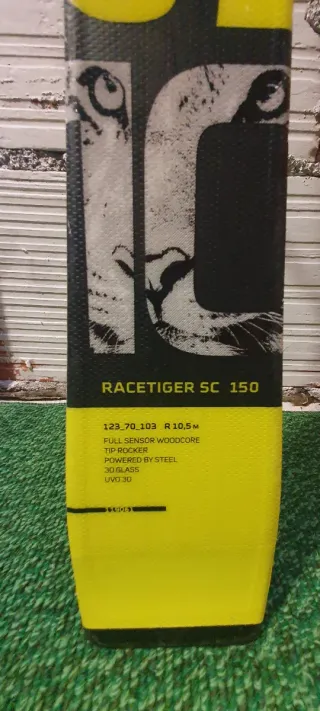 RACETIGER SC 150
123_70_103 R 10,5 M
FULL SENSOR WOODCORE
TIP ROCKER
POWERED BY STEEL
3D GLASS
UVO 3D